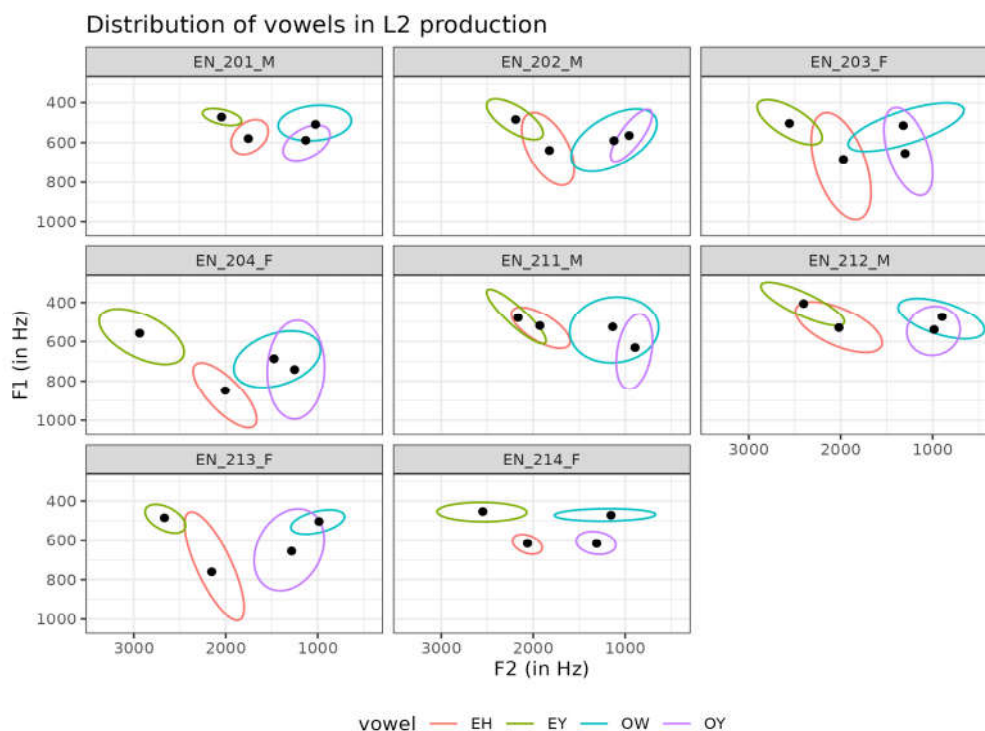 Distribution of vowels in L2 production
EN_201_M
EN_202_M
EN_203_F
400
600
800
1000
EN_204_F
EN_211_M
EN_212_M
400
600
800
1000
3000
2000
1000
EN_213_F
EN_214_F
400
600
800
1000
3000
2000
1000
3000
2000
1000
F1 (in Hz)
F2 (in Hz)
vowel EH EY OW OY